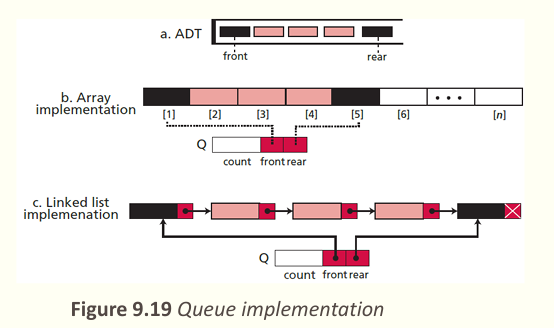 a. ADT
front
rear
b. Array
implementation
[1] [2] [3] [4] [5] [6] • • • [n]
Q
count front rear
c. Linked list
implemenation
Q
count front rear
Figure 9.19 Queue implementation